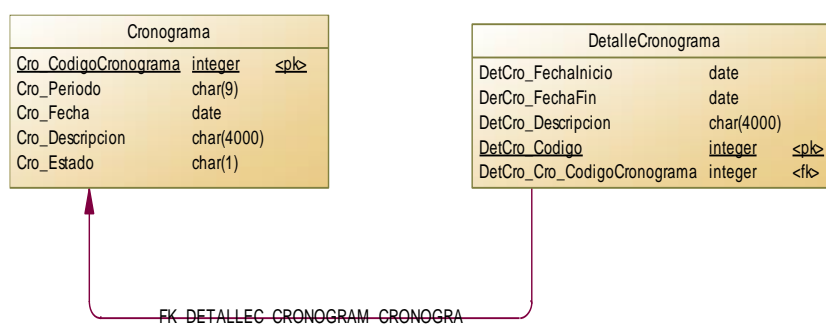 Cronograma
Cro_CodigoCronograma integer <pk>
Cro_Periodo char(9)
Cro_Fecha date
Cro_Descripcion char(4000)
Cro_Estado char(1)
DetalleCronograma
DetCro_FechaInicio date
DerCro_FechaFin date
DetCro_Descripcion char(4000)
DetCro_Codigo integer <pk>
DetCro_Cro_CodigoCronograma integer <fk>
FK_DETALLEC_CRONOGRAM_CRONOGRA